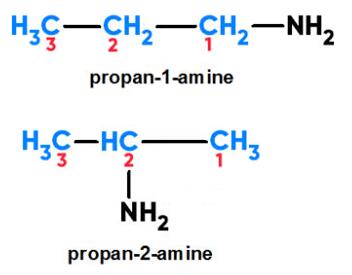 H₃C—CH₂—CH₂—NH₂
3 2 1
propan-1-amine
H₃C—HC—CH₃
3 2 1
NH₂
propan-2-amine